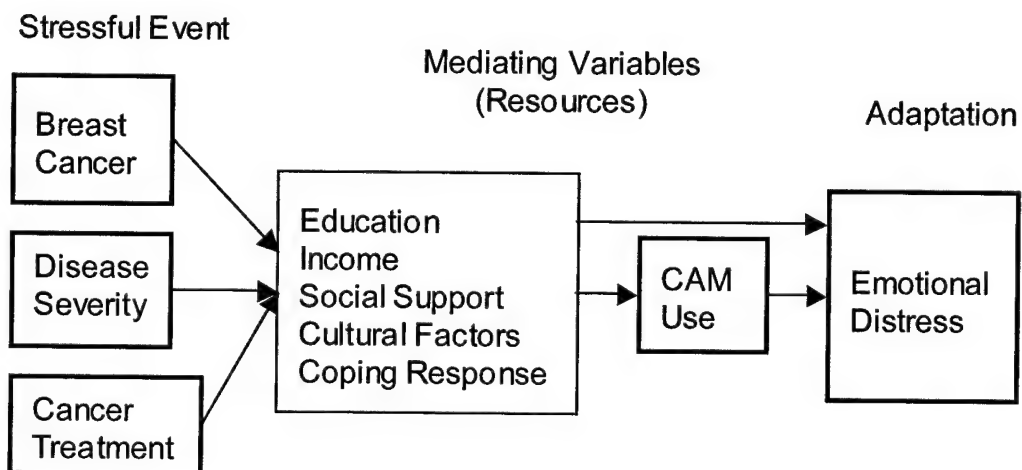 Stressful Event
Mediating Variables
(Resources)
Adaptation
Breast
Cancer
Disease
Severity
Cancer
Treatment
Education
Income
Social Support
Cultural Factors
Coping Response
CAM
Use
Emotional
Distress